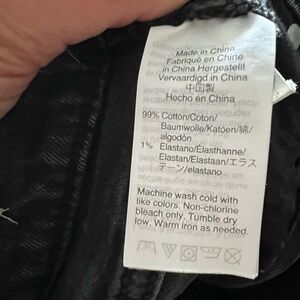 Made in China
Fabriqué en Chine
in China Hergestellt
Vervaardigd in China
中国製
Hecho en China
99% Cotton/Coton/
Baumwolle/Katoen/綿/
algodón
1% Elastano/Élasthanne/
Elastan/Elastaan/エラス
テーン/elastano
Machine wash cold with
like colors. Non-chlorine
bleach only. Tumble dry
low. Warm iron as needed.